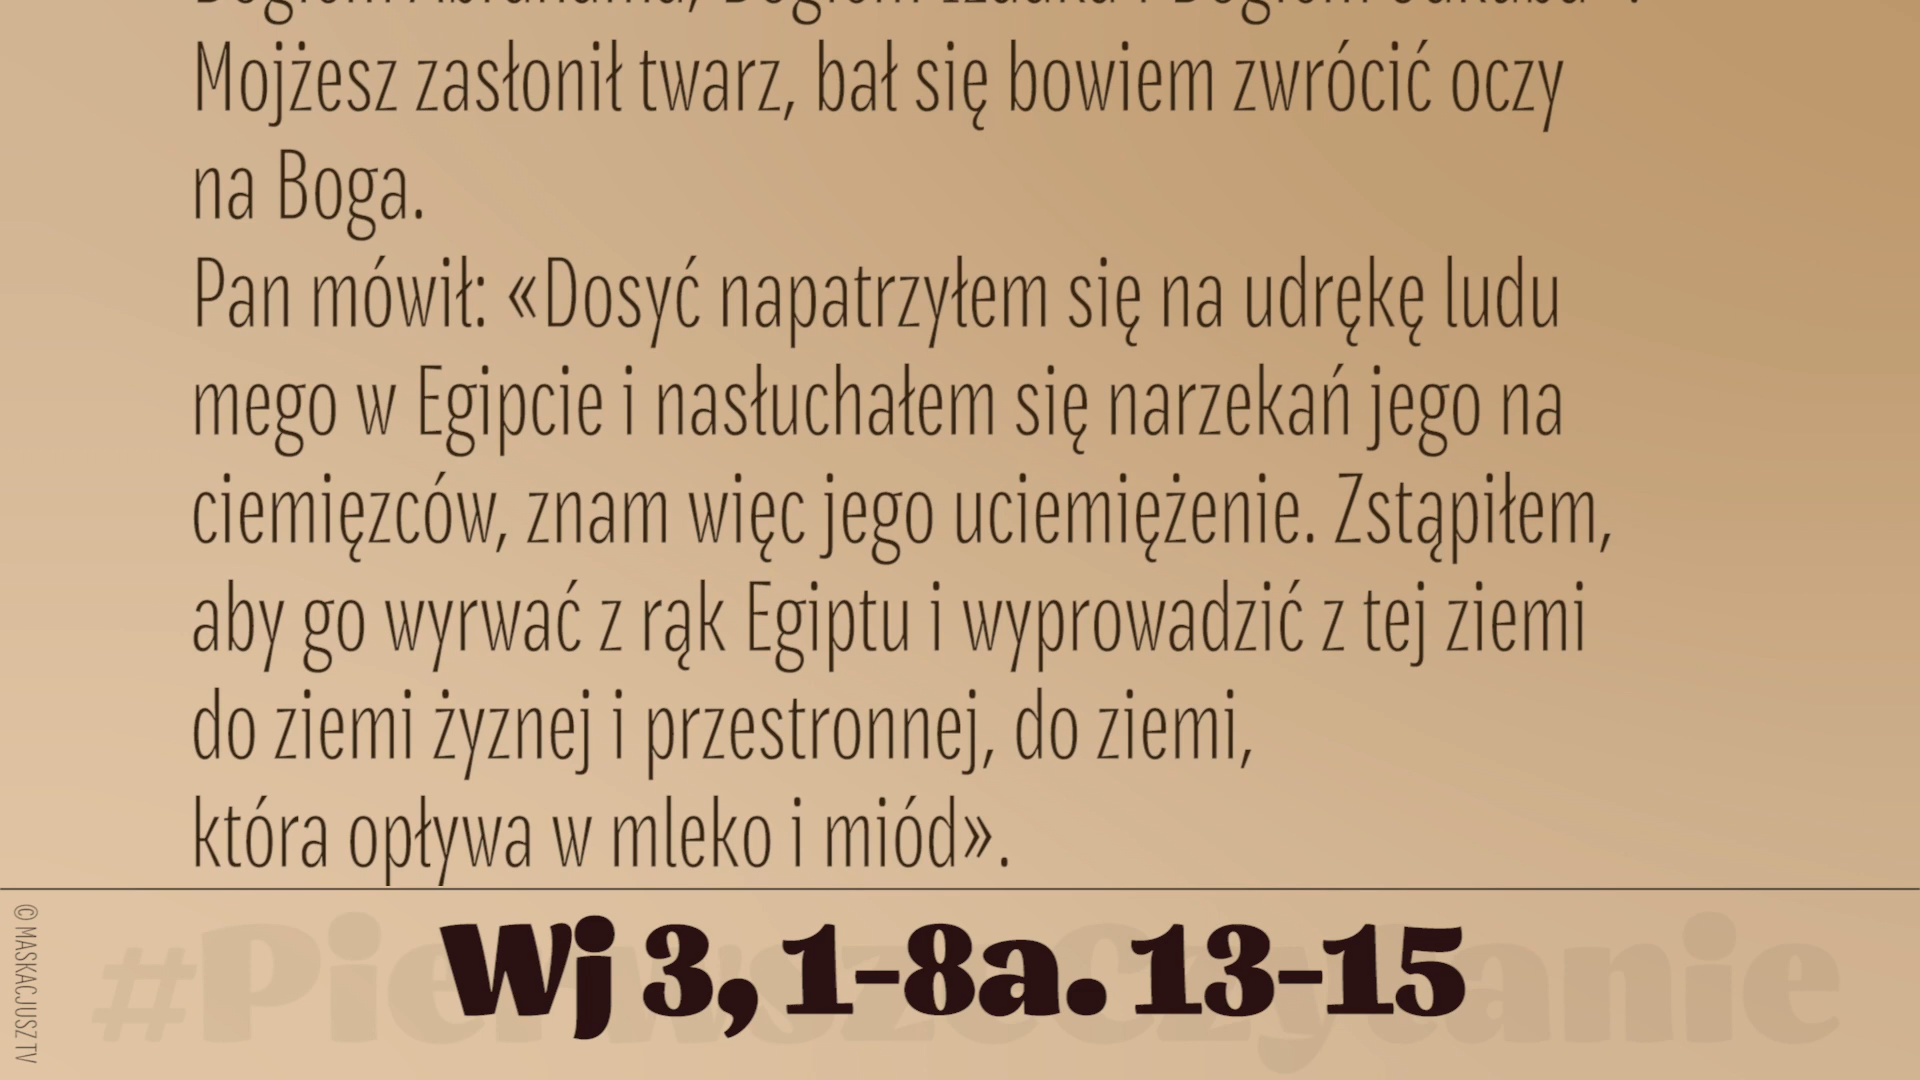 Mojżesz zasłonił twarz, bał się bowiem zwrócić oczy
na Boga.
Pan mówił: «Dosyć napatrzyłem się na udrękę ludu
mego w Egipcie i nasłuchałem się narzekań jego na
ciemięzców, znam więc jego uciemiężenie. Zstąpiłem,
aby go wyrwać z rąk Egiptu i wyprowadzić z tej ziemi
do ziemi żyznej i przestronnej, do ziemi,
która opływa w mleko i miód».
#PierwszeCzytanie
Wj 3, 1-8a. 13-15
© MASKACJUSZ TV